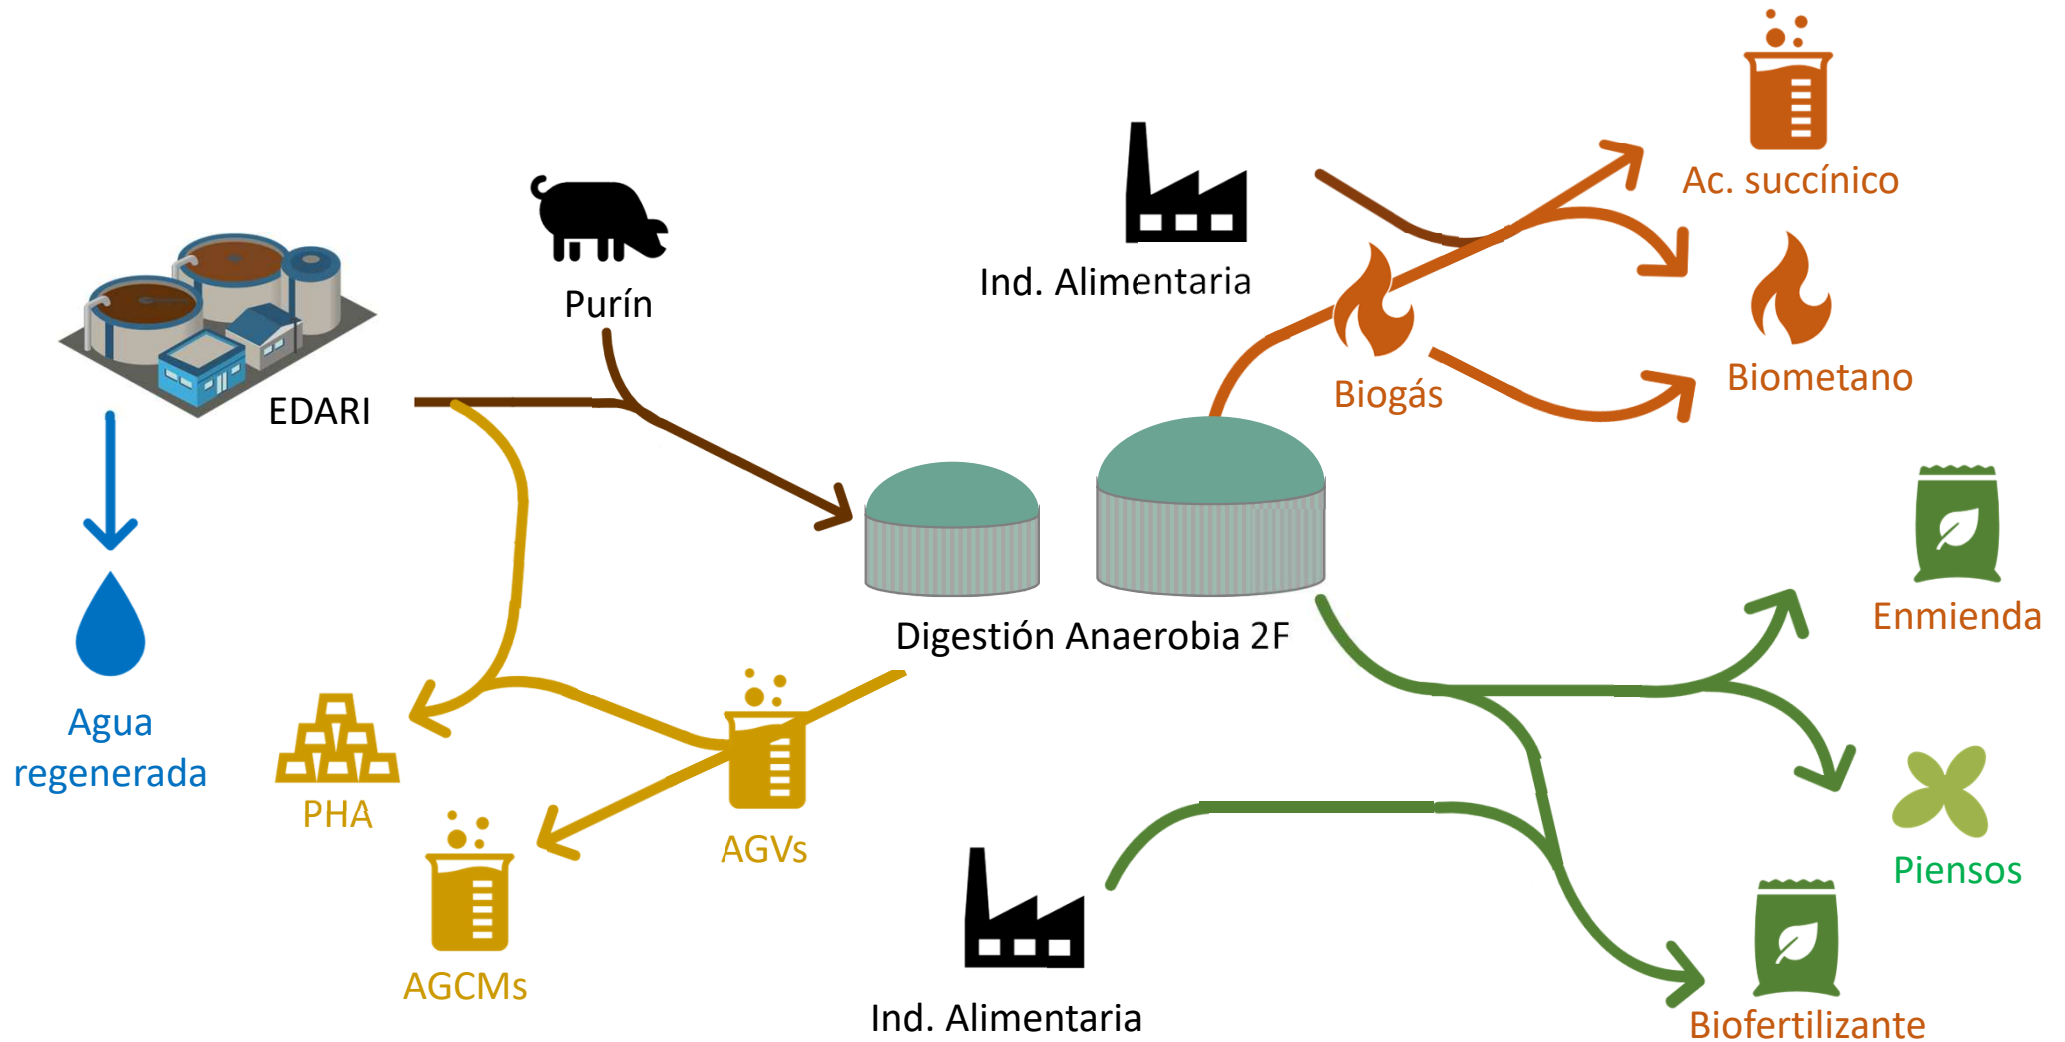 Ac. succínico
Ind. Alimentaria
Purín
Biometano
Biogás
EDARI
Enmienda
Digestión Anaerobia 2F
Agua
regenerada
PHA
AGVs
Piensos
AGCMs
Ind. Alimentaria
Biofertilizante